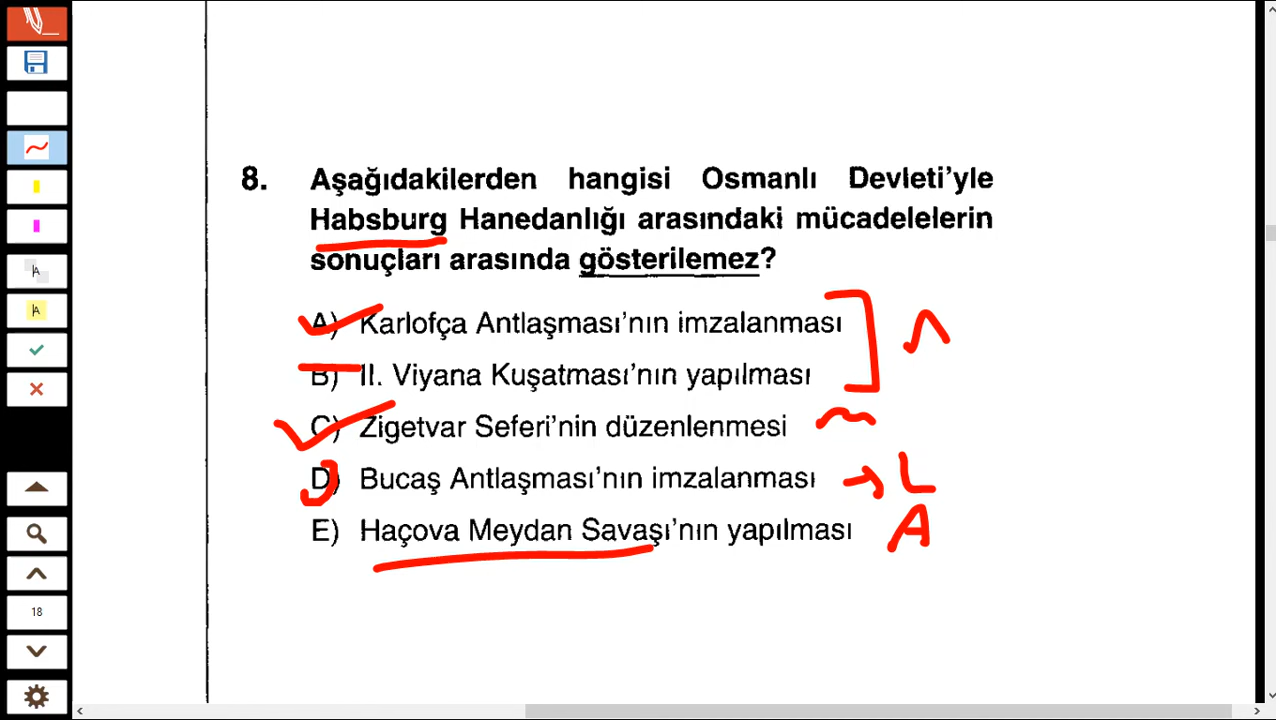 8. Aşağıdakilerden hangisi Osmanlı Devleti'yle
Habsburg Hanedanlığı arasındaki mücadelelerin
sonuçları arasında gösterilemez?
A) Karlofça Antlaşması'nın imzalanması
B) II. Viyana Kuşatması'nın yapılması
C) Zigetvar Seferi'nin düzenlenmesi
D) Bucaş Antlaşması'nın imzalanması → L
E) Haçova Meydan Savaşı'nın yapılması A
18